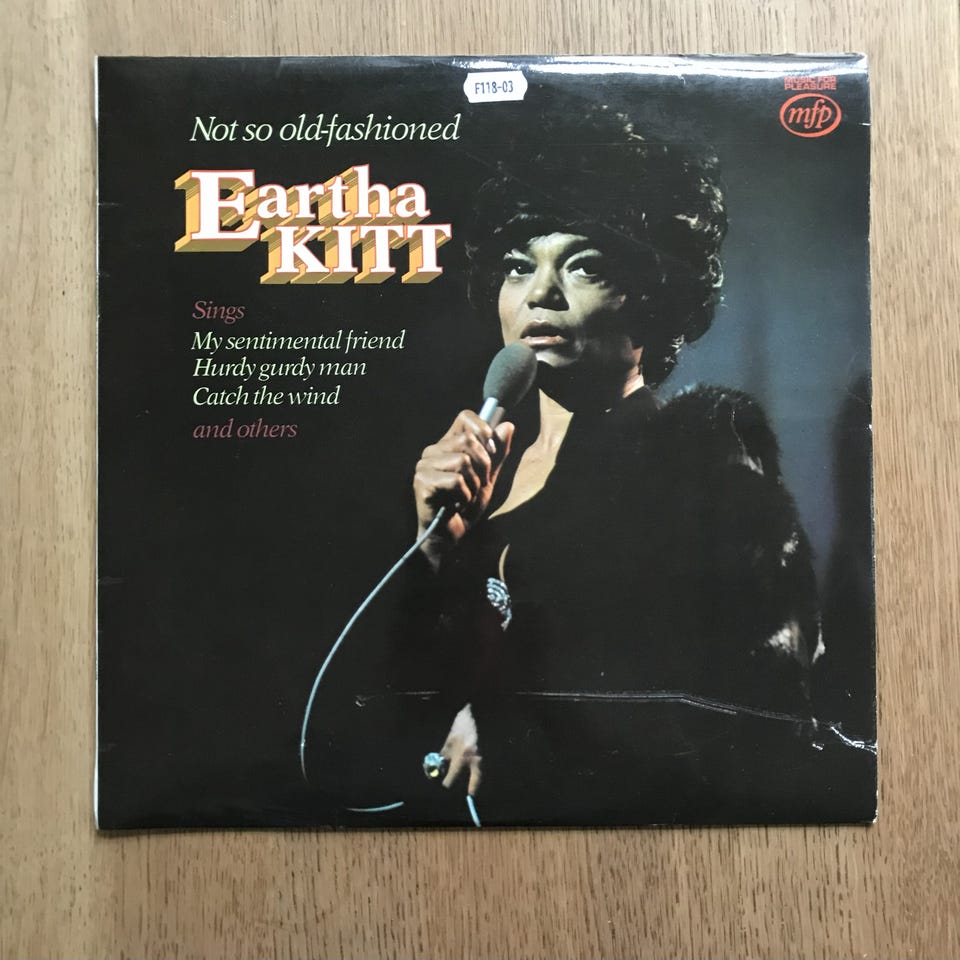 F118-03
MUSIC FOR
PLEASURE
mfp
Not so old-fashioned
Eartha
KITT
Sings
My sentimental friend
Hurdy gurdy man
Catch the wind
and others